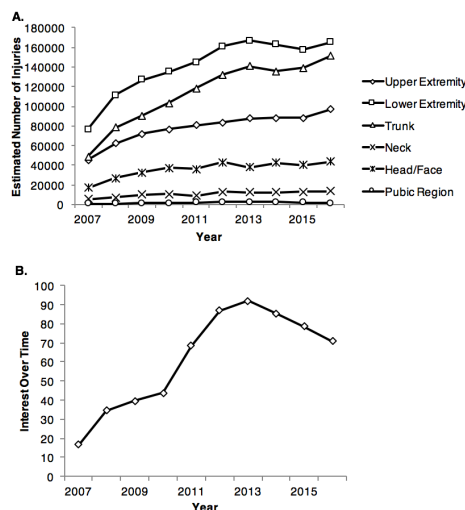 A.
Estimated Number of Injuries
180000
160000
140000
120000
100000
80000
60000
40000
20000
0
2007 2009 2011 2013 2015
Year
Upper Extremity
Lower Extremity
Trunk
Neck
Head/Face
Pubic Region
B.
Interest Over Time
100
90
80
70
60
50
40
30
20
10
0
2007 2009 2011 2013 2015
Year